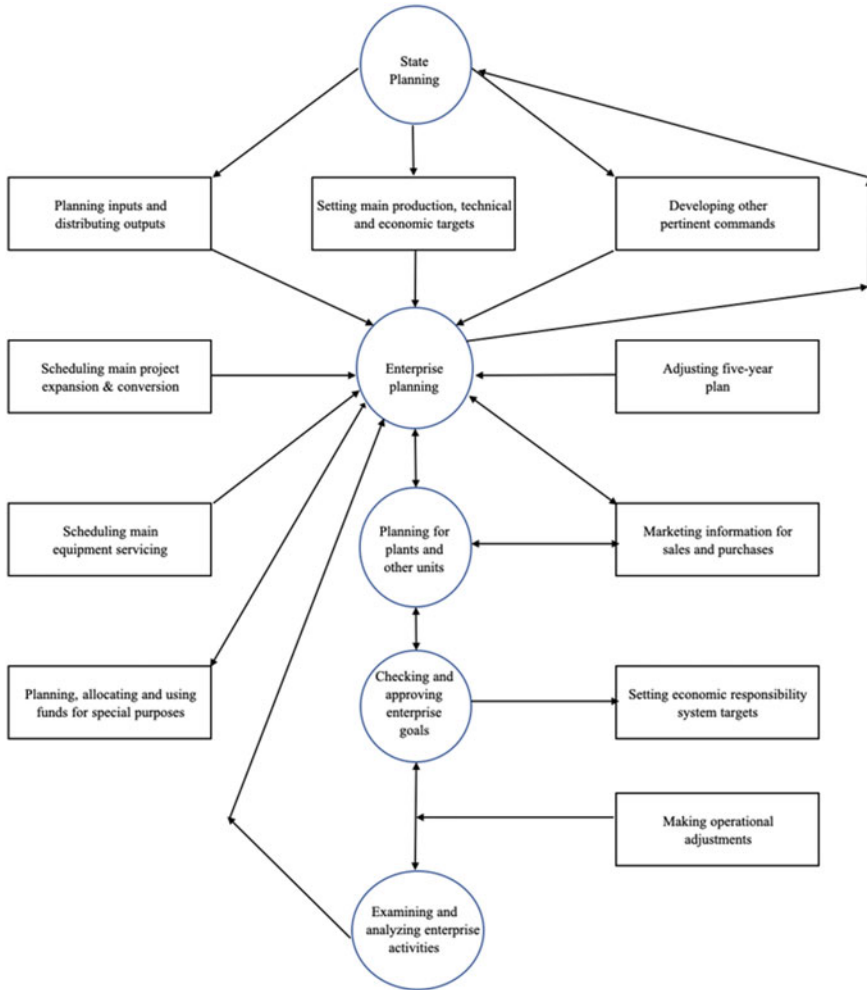 State
Planning
Planning inputs and
distributing outputs
Setting main production, technical
and economic targets
Developing other
pertinent commands
Scheduling main project
expansion & conversion
Enterprise
planning
Adjusting five-year
plan
Scheduling main
equipment servicing
Planning for
plants and
other units
Marketing information for
sales and purchases
Planning, allocating and using
funds for special purposes
Checking and
approving
enterprise
goals
Setting economic responsibility
system targets
Making operational
adjustments
Examining and
analyzing enterprise
activities